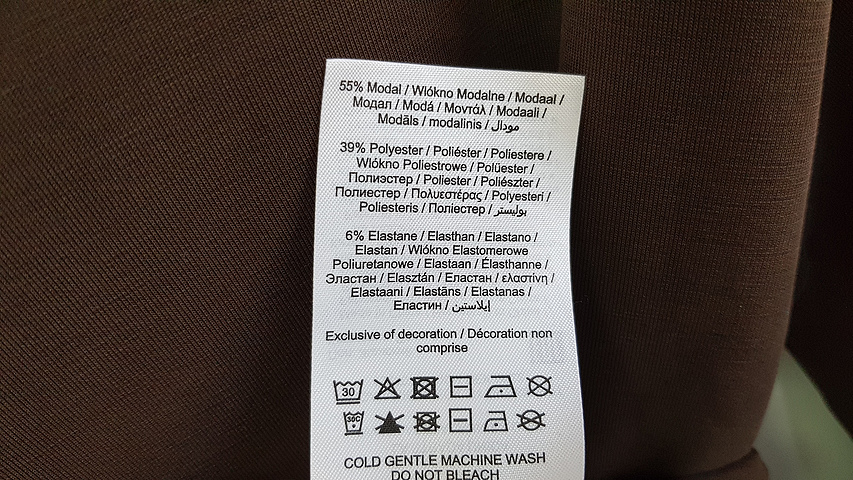 55% Modal / Włókno Modalne / Modaal /
Модал / Modá / Μοντάλ / Modaali /
Modāls / modalinis / مودال
39% Polyester / Poliéster / Poliestere /
Włókno Poliestrowe / Polüester /
Полиэстер / Poliester / Poliészter /
Полиестер / Πολυεστέρας / Polyesteri /
Poliesteris / Поліестер / بوليستر
6% Elastane / Elasthan / Elastano /
Elastan / Włókno Elastomerowe
Poliuretanowe / Elastaan / Élasthanne /
Эластан / Elasztán / Еластан / ελαστίνη /
Elastaani / Elastāns / Elastanas /
Еластин / إيلاستين
Exclusive of decoration / Décoration non
comprise
30
30C
COLD GENTLE MACHINE WASH
DO NOT BLEACH